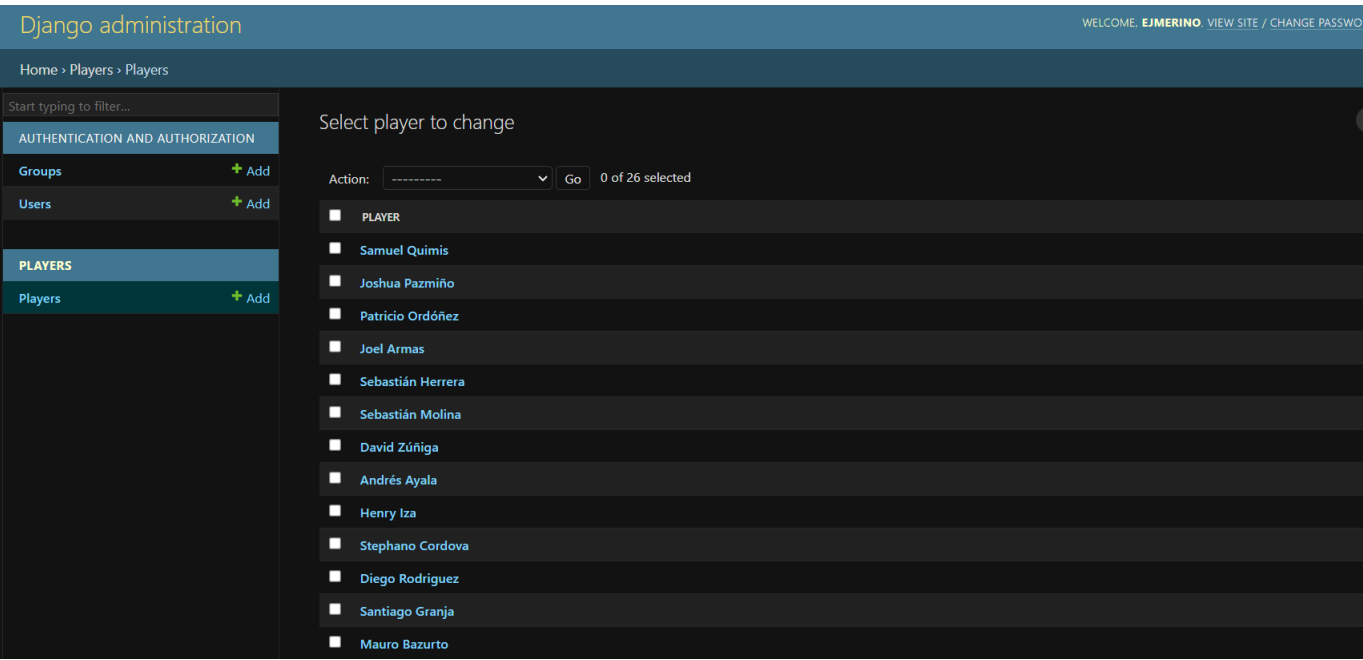 Django administration
WELCOME, EJMERINO. VIEW SITE / CHANGE PASSWO
Home › Players › Players
Start typing to filter...
AUTHENTICATION AND AUTHORIZATION
Groups + Add
Users + Add
PLAYERS
Players + Add
Select player to change
Action: --------- Go 0 of 26 selected
PLAYER
Samuel Quimis
Joshua Pazmiño
Patricio Ordóñez
Joel Armas
Sebastián Herrera
Sebastián Molina
David Zúñiga
Andrés Ayala
Henry Iza
Stephano Cordova
Diego Rodriguez
Santiago Granja
Mauro Bazurto